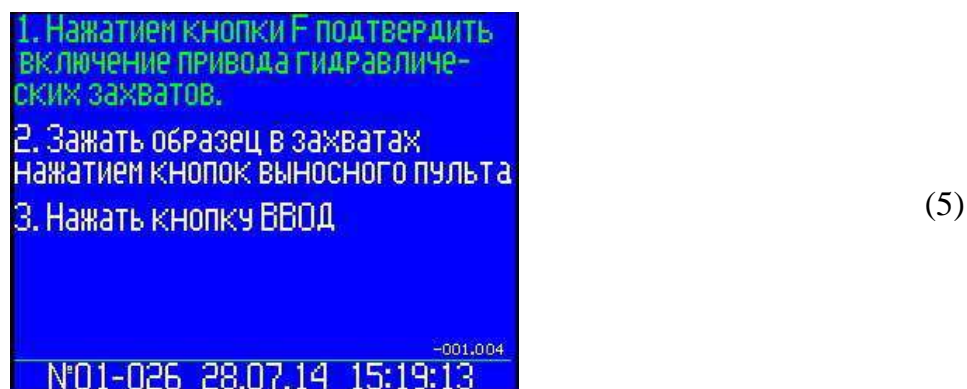 1. Нажатием кнопки F подтвердить
включение привода гидравличе-
ских захватов.
2. Зажать образец в захватах
нажатием кнопок выносного пульта
3. Нажать кнопку ВВОД
(5)
-001.004
№01-026 28.07.14 15:19:13